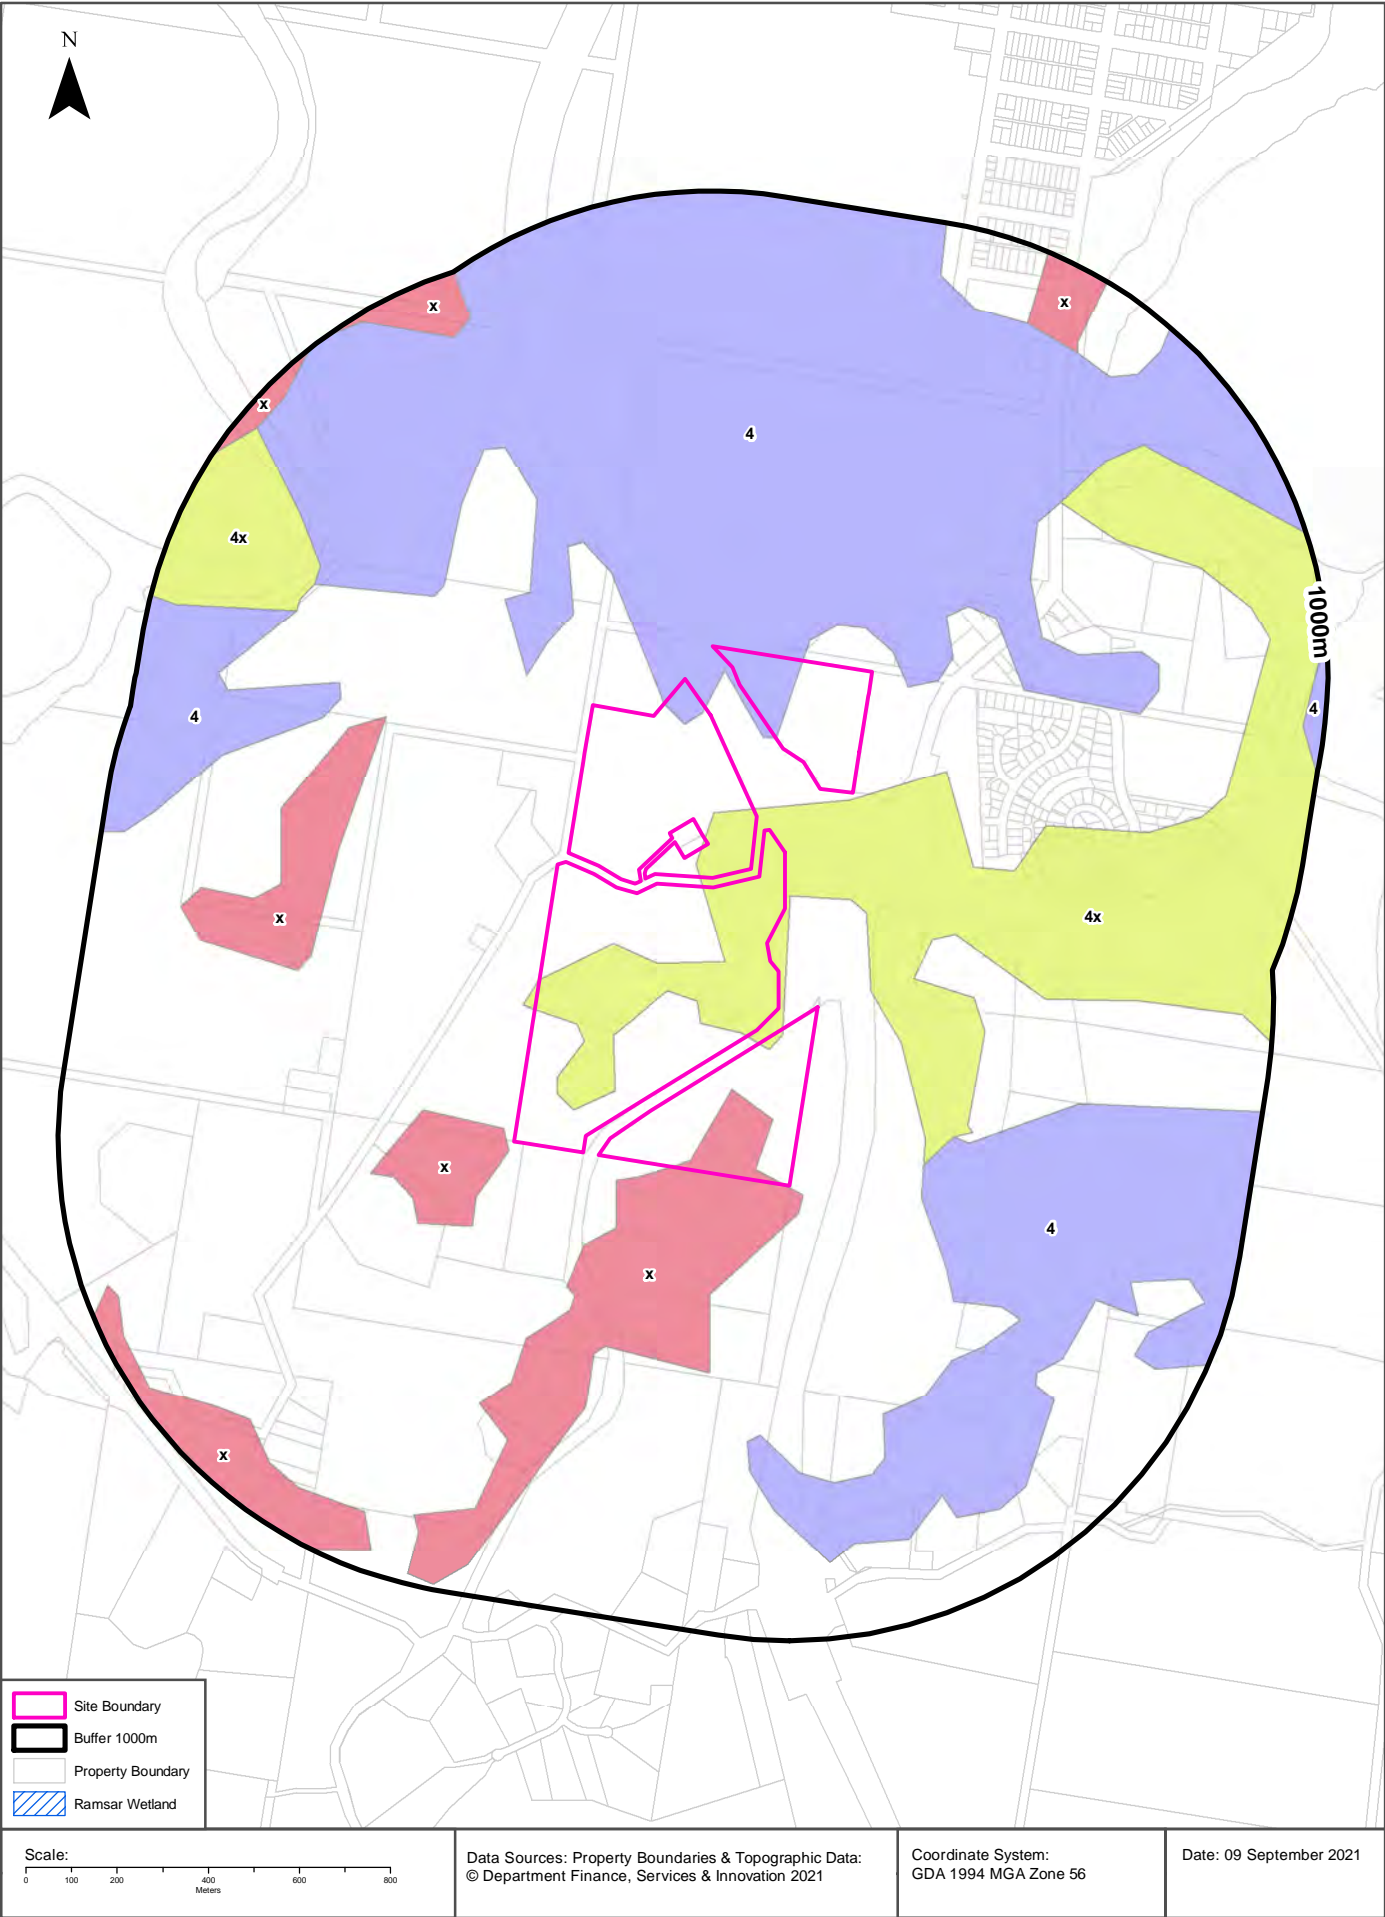 N
x
x
x
4
4x
1000m
4
4
x
x
4x
x
4
x
x
Site Boundary
Buffer 1000m
Property Boundary
Ramsar Wetland
Scale:
0 100 200 400 600 800
Meters
Data Sources: Property Boundaries & Topographic Data:
© Department Finance, Services & Innovation 2021
Coordinate System:
GDA 1994 MGA Zone 56
Date: 09 September 2021